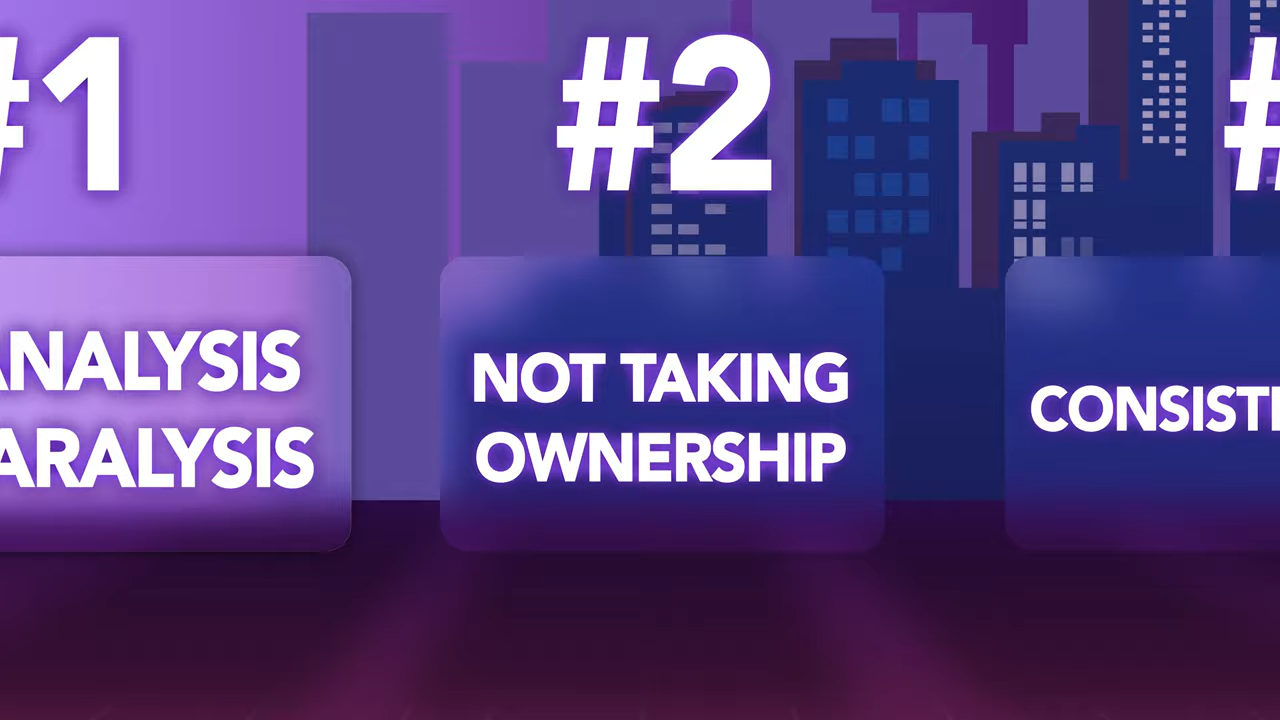 #1
#2
#
ANALYSIS
ARALYSIS
NOT TAKING
OWNERSHIP
CONSIST